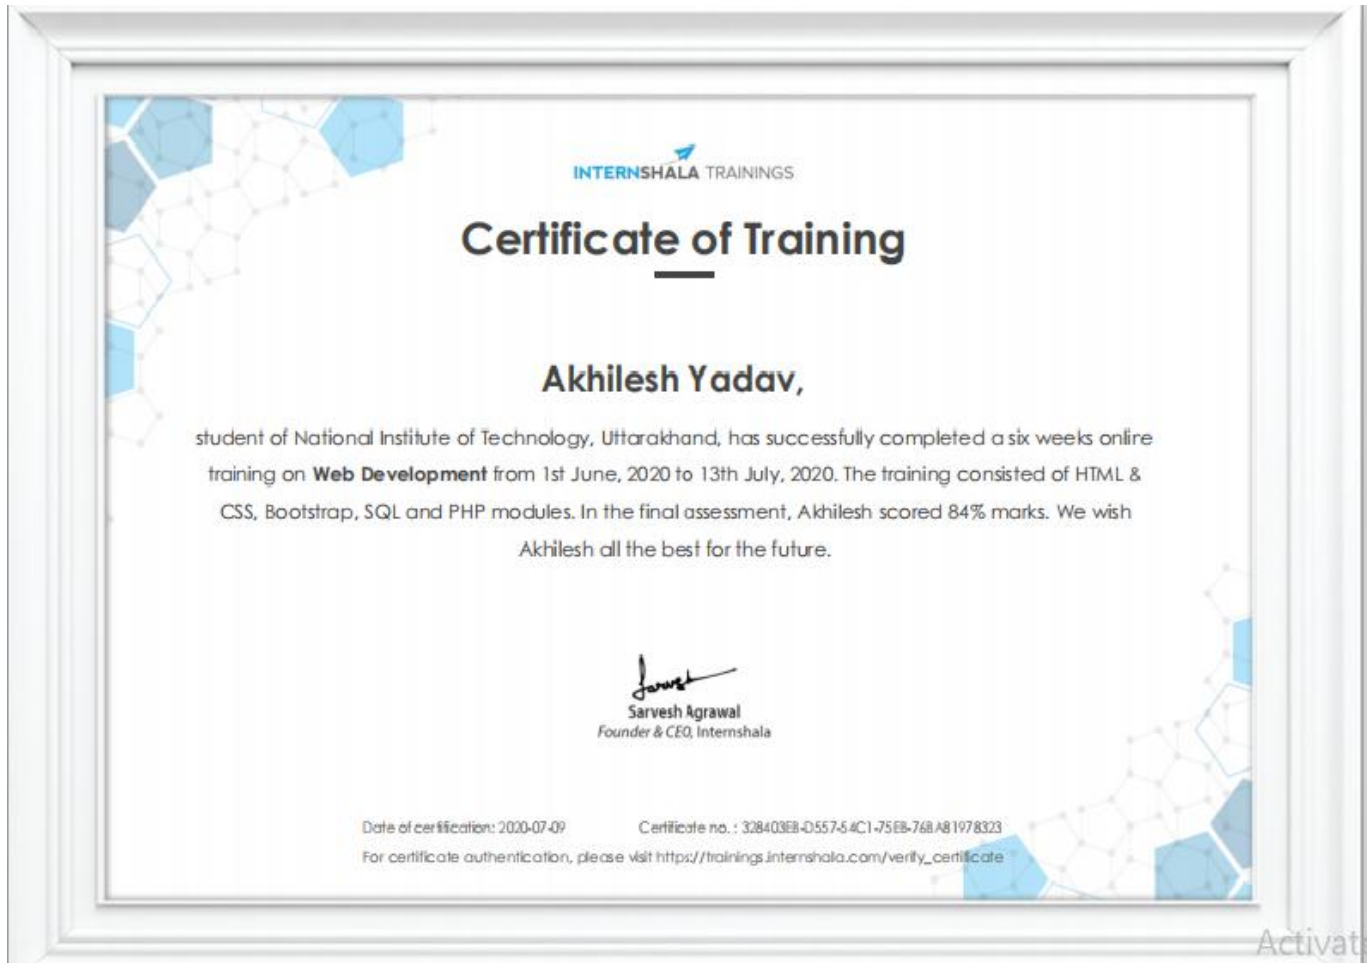 INTERNSHALA TRAININGS
Certificate of Training
Akhilesh Yadav,
student of National Institute of Technology, Uttarakhand, has successfully completed a six weeks online
training on Web Development from 1st June, 2020 to 13th July, 2020. The training consisted of HTML &
CSS, Bootstrap, SQL and PHP modules. In the final assessment, Akhilesh scored 84% marks. We wish
Akhilesh all the best for the future.
Sarvesh Agrawal
Founder & CEO, Internshala
Date of certification: 2020-07-09 Certificate no. : 328403EB-D557-54C1-75EB-76BA81978323
For certificate authentication, please visit https://trainings.internshala.com/verify_certificate
Activat